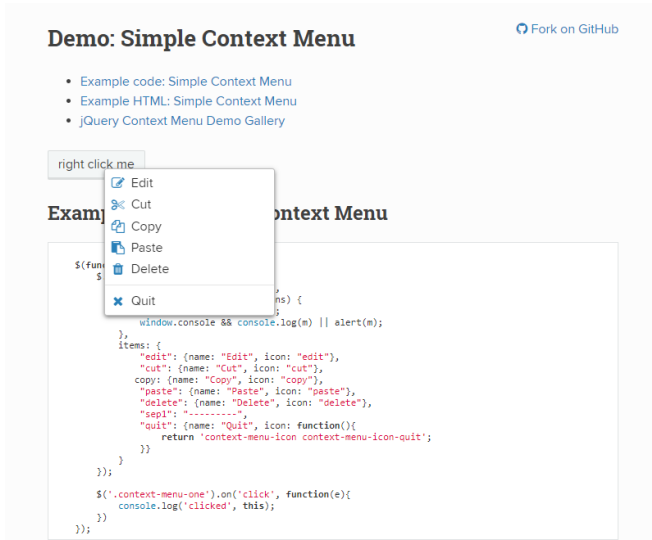 Demo: Simple Context Menu
Fork on GitHub
Example code: Simple Context Menu
Example HTML: Simple Context Menu
jQuery Context Menu Demo Gallery
right click me
Edit
Cut
Copy
Paste
Delete
Quit
Exam ontext Menu
$(fun
$
,
ns) {
;
window.console && console.log(m) || alert(m);
},
items: {
"edit": {name: "Edit", icon: "edit"},
"cut": {name: "Cut", icon: "cut"},
copy: {name: "Copy", icon: "copy"},
"paste": {name: "Paste", icon: "paste"},
"delete": {name: "Delete", icon: "delete"},
"sep1": "---------",
"quit": {name: "Quit", icon: function(){
return 'context-menu-icon context-menu-icon-quit';
}}
}
});
$('.context-menu-one').on('click', function(e){
console.log('clicked', this);
})
});